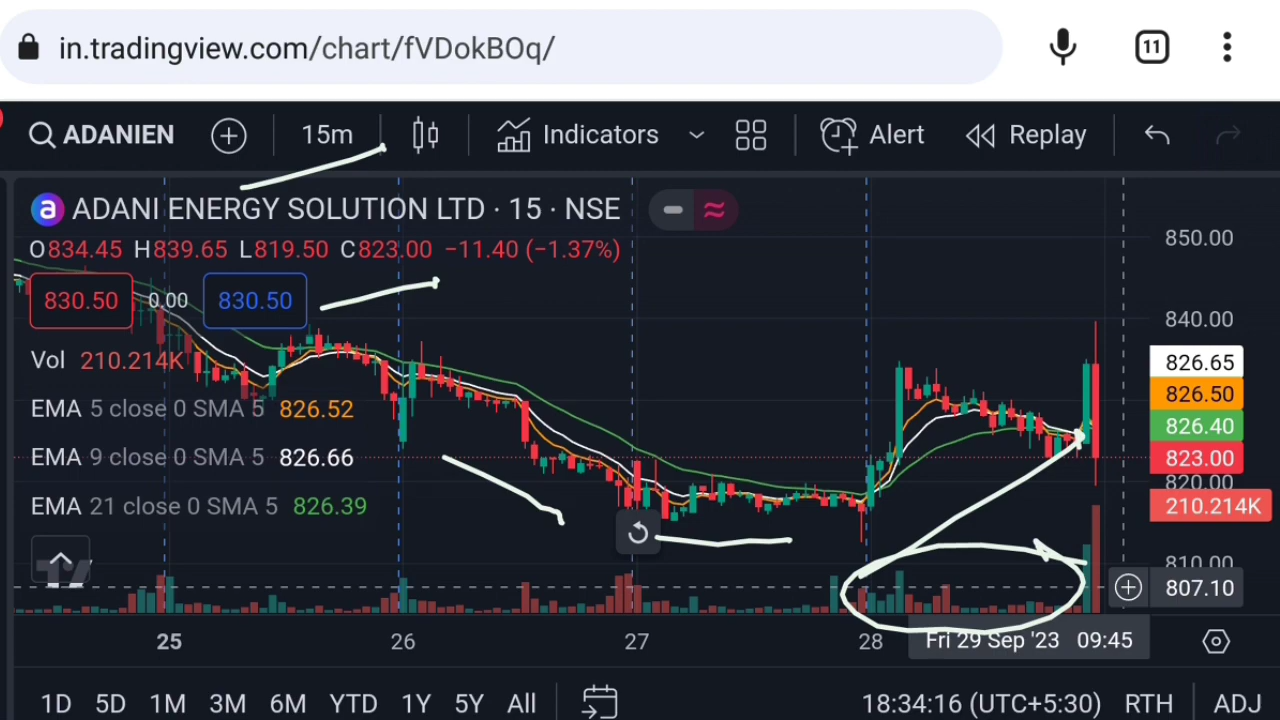 in.tradingview.com/chart/fVDokBOq/ 11
ADANIEN 15m Indicators Alert Replay
a ADANI ENERGY SOLUTION LTD · 15 · NSE
O834.45 H839.65 L819.50 C823.00 −11.40 (−1.37%)
850.00
830.50 0.00 830.50
840.00
Vol 210.214K
826.65
EMA 5 close 0 SMA 5 826.52
826.50
826.40
EMA 9 close 0 SMA 5 826.66
823.00
820.00
EMA 21 close 0 SMA 5 826.39
210.214K
810.00
807.10
25 26 27 28 Fri 29 Sep '23 09:45
1D 5D 1M 3M 6M YTD 1Y 5Y All 18:34:16 (UTC+5:30) RTH ADJ